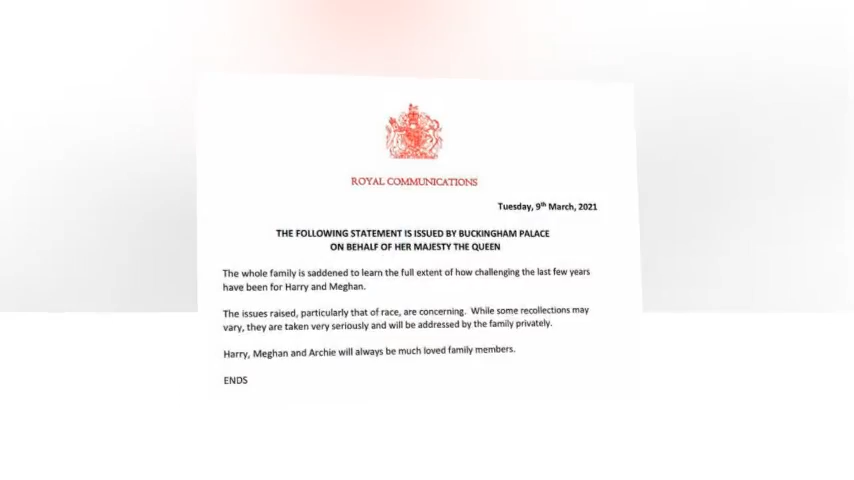 ROYAL COMMUNICATIONS
Tuesday, 9th March, 2021
THE FOLLOWING STATEMENT IS ISSUED BY BUCKINGHAM PALACE
ON BEHALF OF HER MAJESTY THE QUEEN
The whole family is saddened to learn the full extent of how challenging the last few years
have been for Harry and Meghan.
The issues raised, particularly that of race, are concerning. While some recollections may
vary, they are taken very seriously and will be addressed by the family privately.
Harry, Meghan and Archie will always be much loved family members.
ENDS